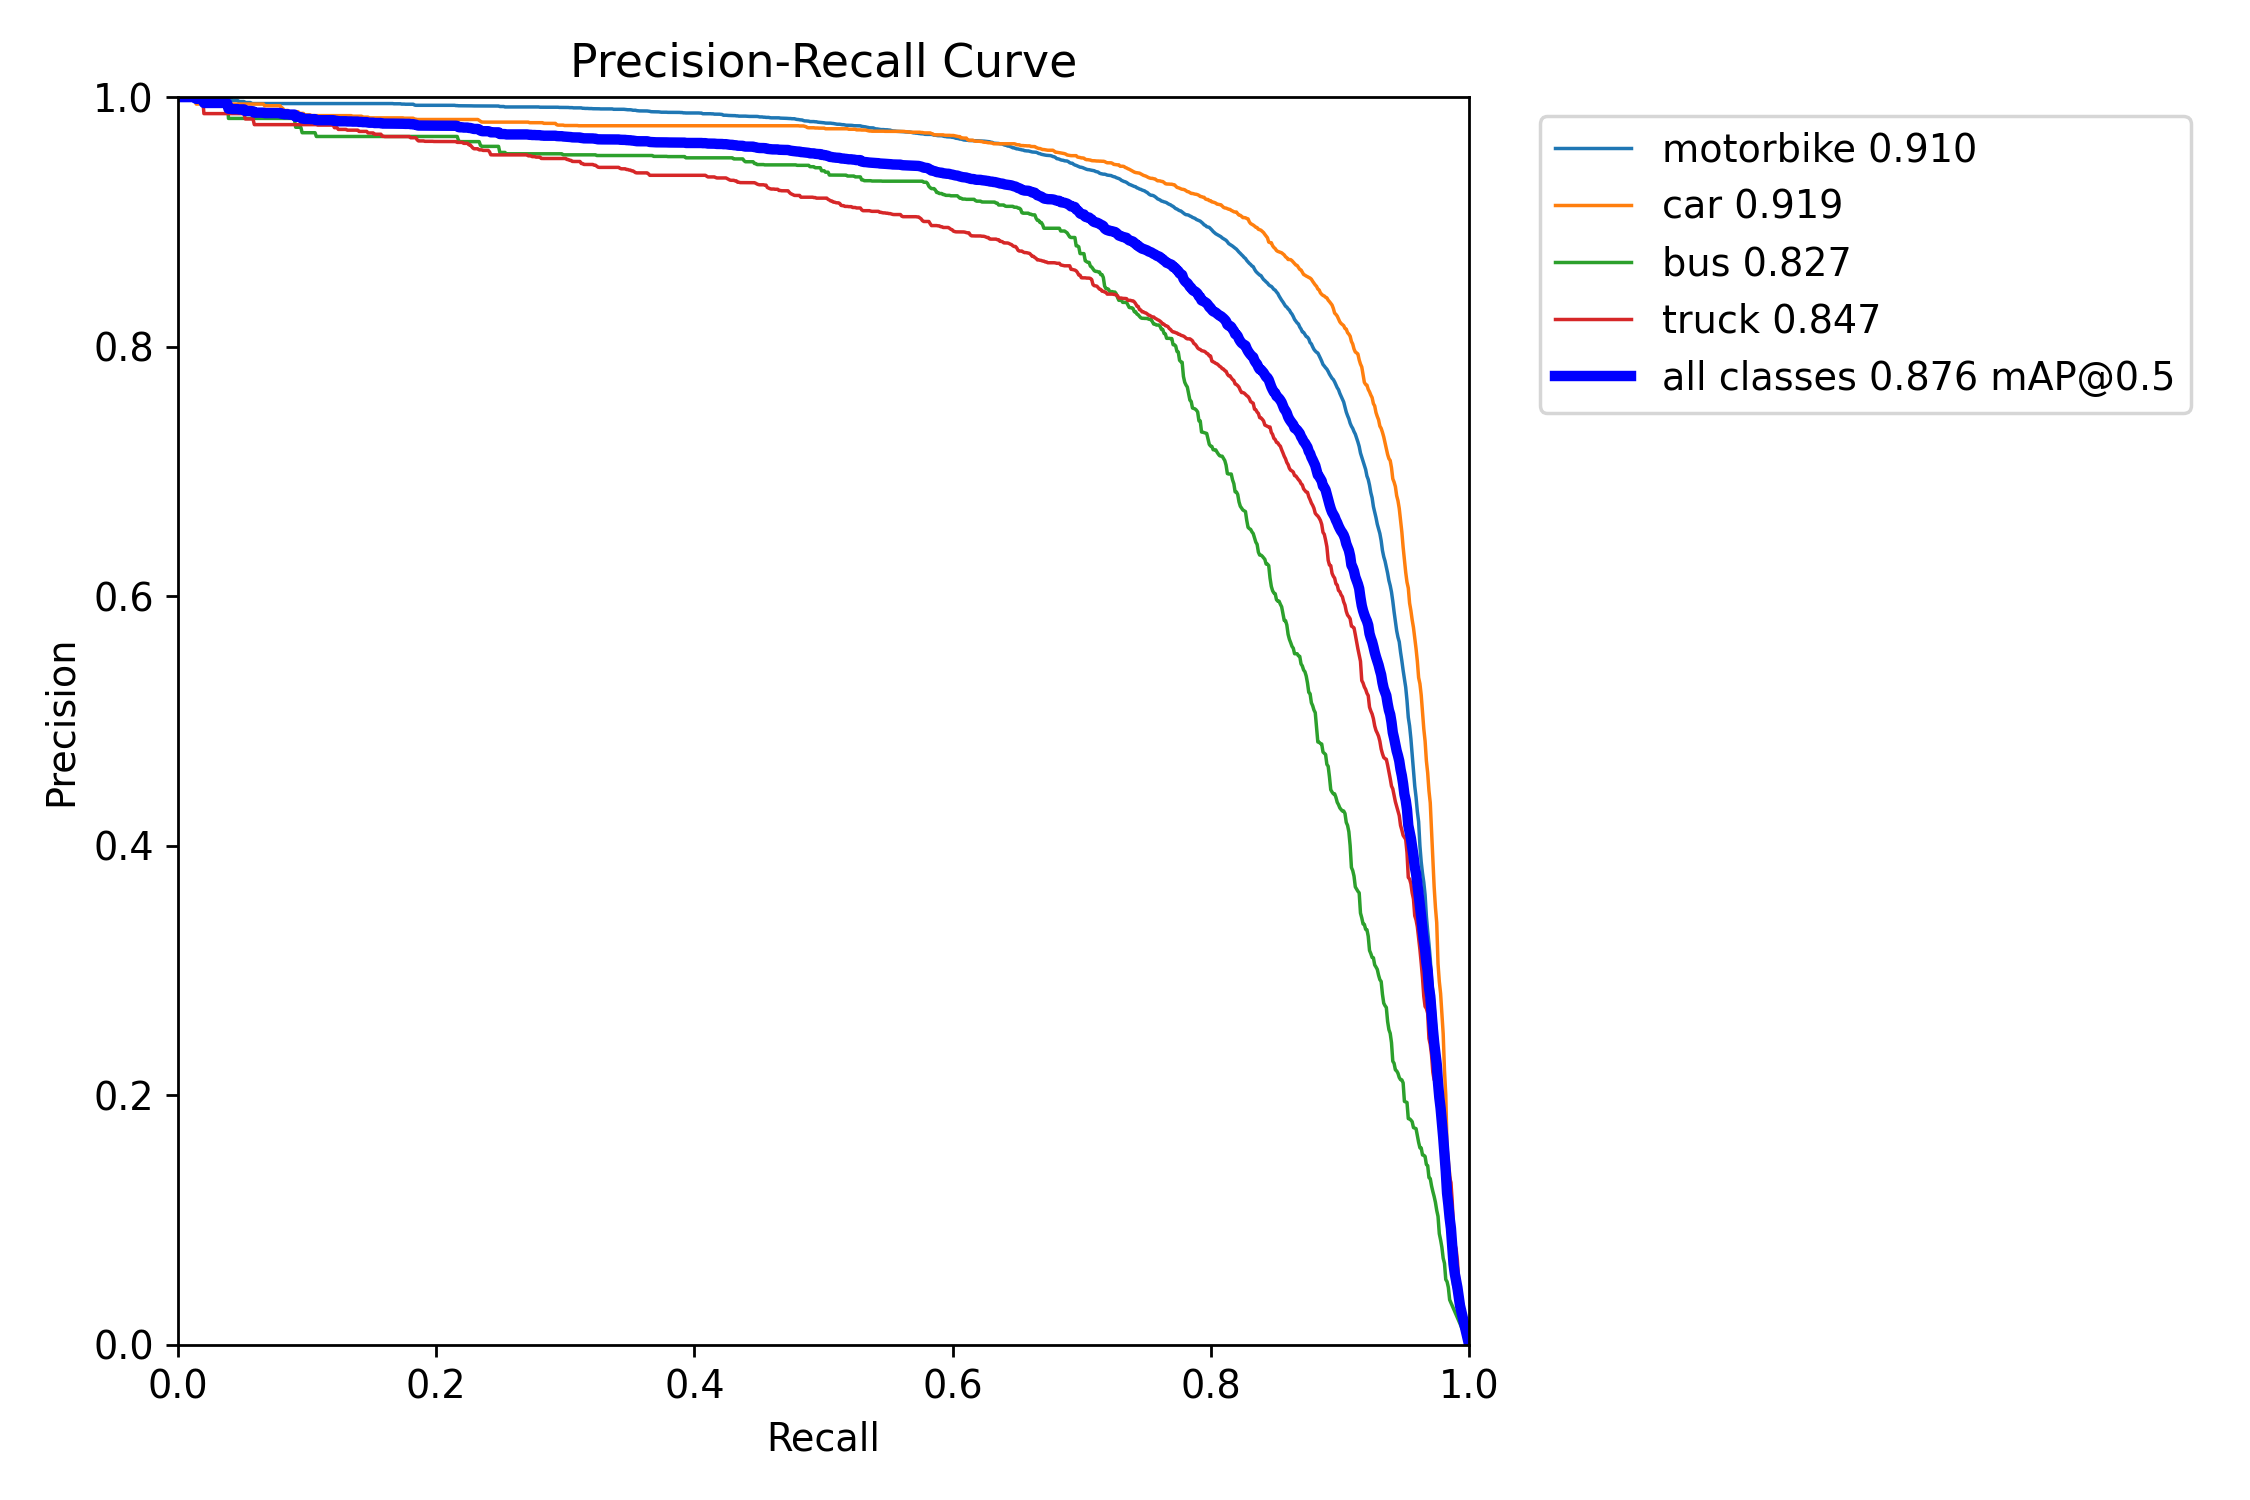 Precision-Recall Curve
1.0
0.8
0.6
0.4
0.2
0.0
Precision
0.0 0.2 0.4 0.6 0.8 1.0
Recall
motorbike 0.910
car 0.919
bus 0.827
truck 0.847
all classes 0.876 mAP@0.5